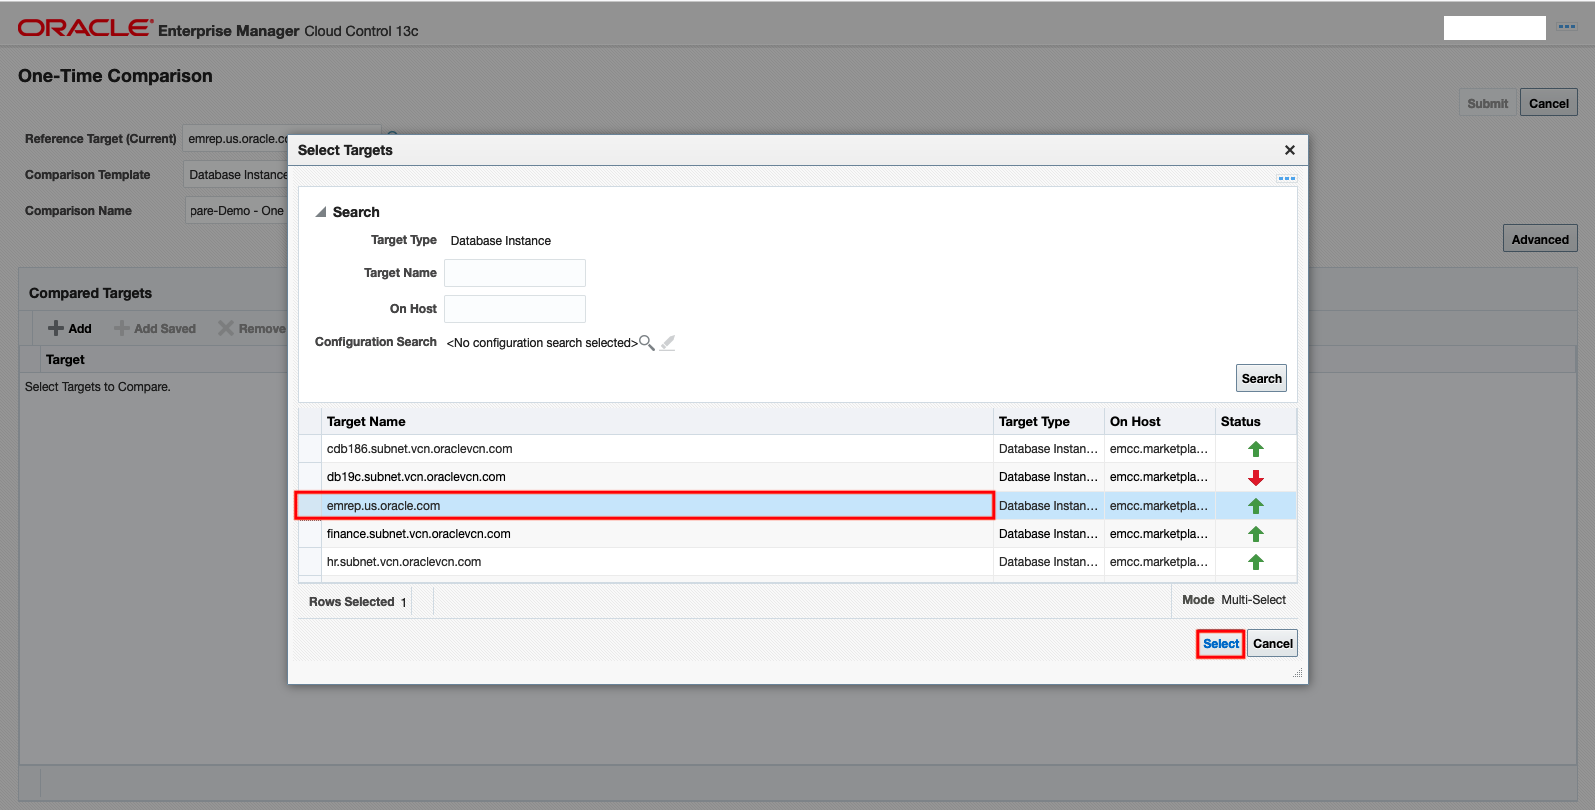 ORACLE Enterprise Manager Cloud Control 13c
One-Time Comparison
Submit Cancel
Reference Target (Current) emrep.us.oracle.co
Comparison Template Database Instance
Comparison Name pare-Demo - One
Advanced
Compared Targets
Add Add Saved Remove
Target
Select Targets to Compare.
Select Targets
Search
Target Type Database Instance
Target Name
On Host
Configuration Search <No configuration search selected>
Search
Target Name Target Type On Host Status
cdb186.subnet.vcn.oraclevcn.com Database Instan... emcc.marketpla...
db19c.subnet.vcn.oraclevcn.com Database Instan... emcc.marketpla...
emrep.us.oracle.com Database Instan... emcc.marketpla...
finance.subnet.vcn.oraclevcn.com Database Instan... emcc.marketpla...
hr.subnet.vcn.oraclevcn.com Database Instan... emcc.marketpla...
Rows Selected 1 Mode Multi-Select
Select Cancel